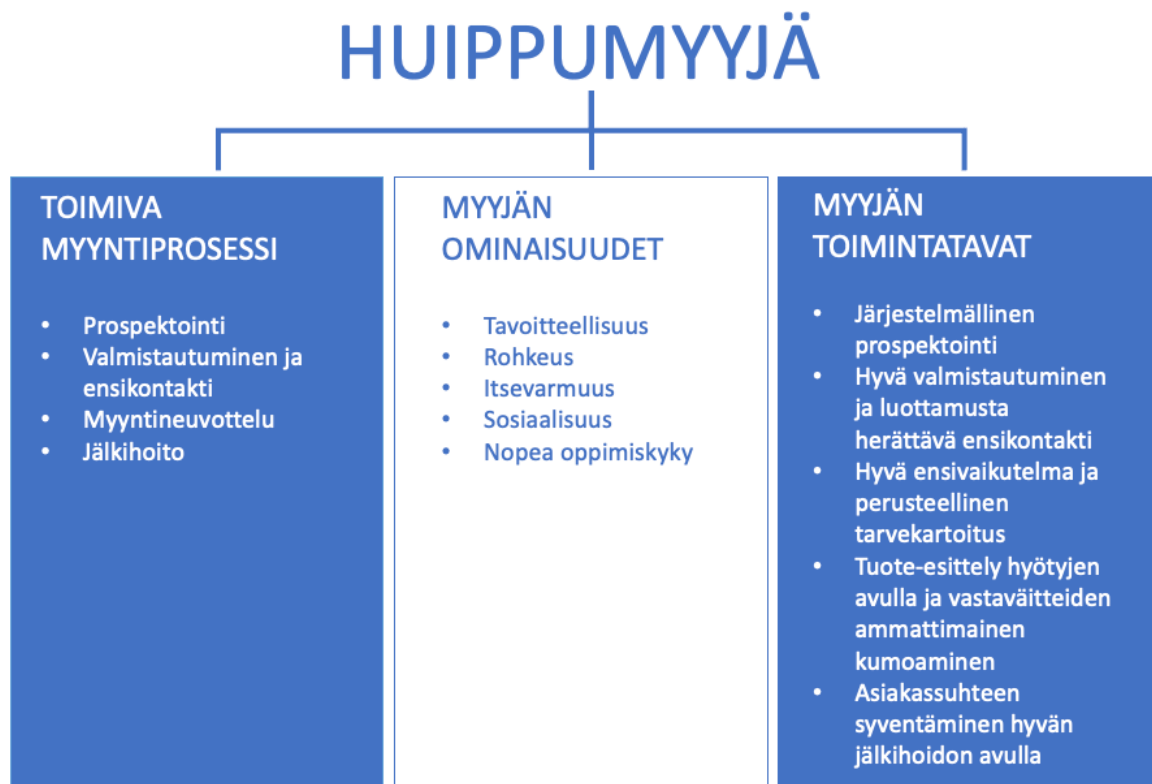 HUIPPUMYYJÄ
TOIMIVA
MYYNTIPROSESSI
• Prospektointi
• Valmistautuminen ja
ensikontakti
• Myyntineuvottelu
• Jälkihoito
MYYJÄN
OMINAISUUDET
• Tavoitteellisuus
• Rohkeus
• Itsevarmuus
• Sosiaalisuus
• Nopea oppimiskyky
MYYJÄN
TOIMINTATAVAT
• Järjestelmällinen
prospektointi
• Hyvä valmistautuminen
ja luottamusta
herättävä ensikontakti
• Hyvä ensivaikutelma ja
perusteellinen
tarvekartoitus
• Tuote-esittely hyötyjen
avulla ja vastaväitteiden
ammattimainen
kumoaminen
• Asiakassuhteen
syventäminen hyvän
jälkihoidon avulla